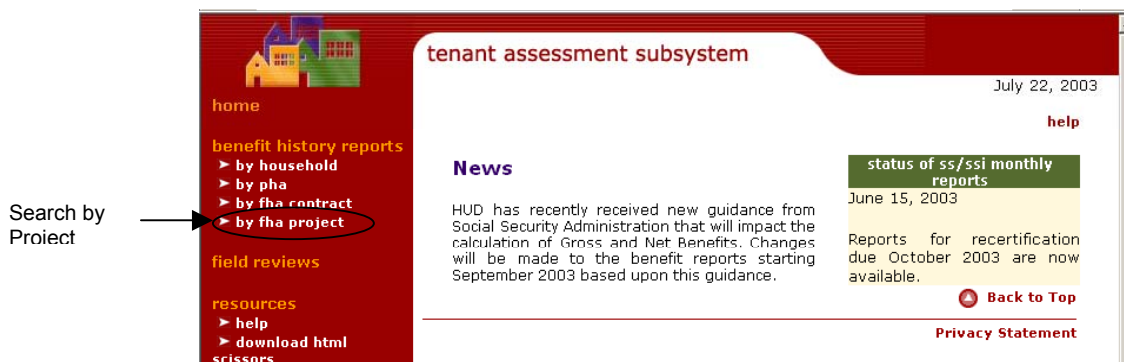 tenant assessment subsystem
July 22, 2003
help
home
benefit history reports
by household
by pha
by fha contract
by fha project
field reviews
resources
help
download html
scissors
Search by
Project
News
HUD has recently received new guidance from
Social Security Administration that will impact the
calculation of Gross and Net Benefits. Changes
will be made to the benefit reports starting
September 2003 based upon this guidance.
status of ss/ssi monthly
reports
June 15, 2003
Reports for recertification
due October 2003 are now
available.
Back to Top
Privacy Statement